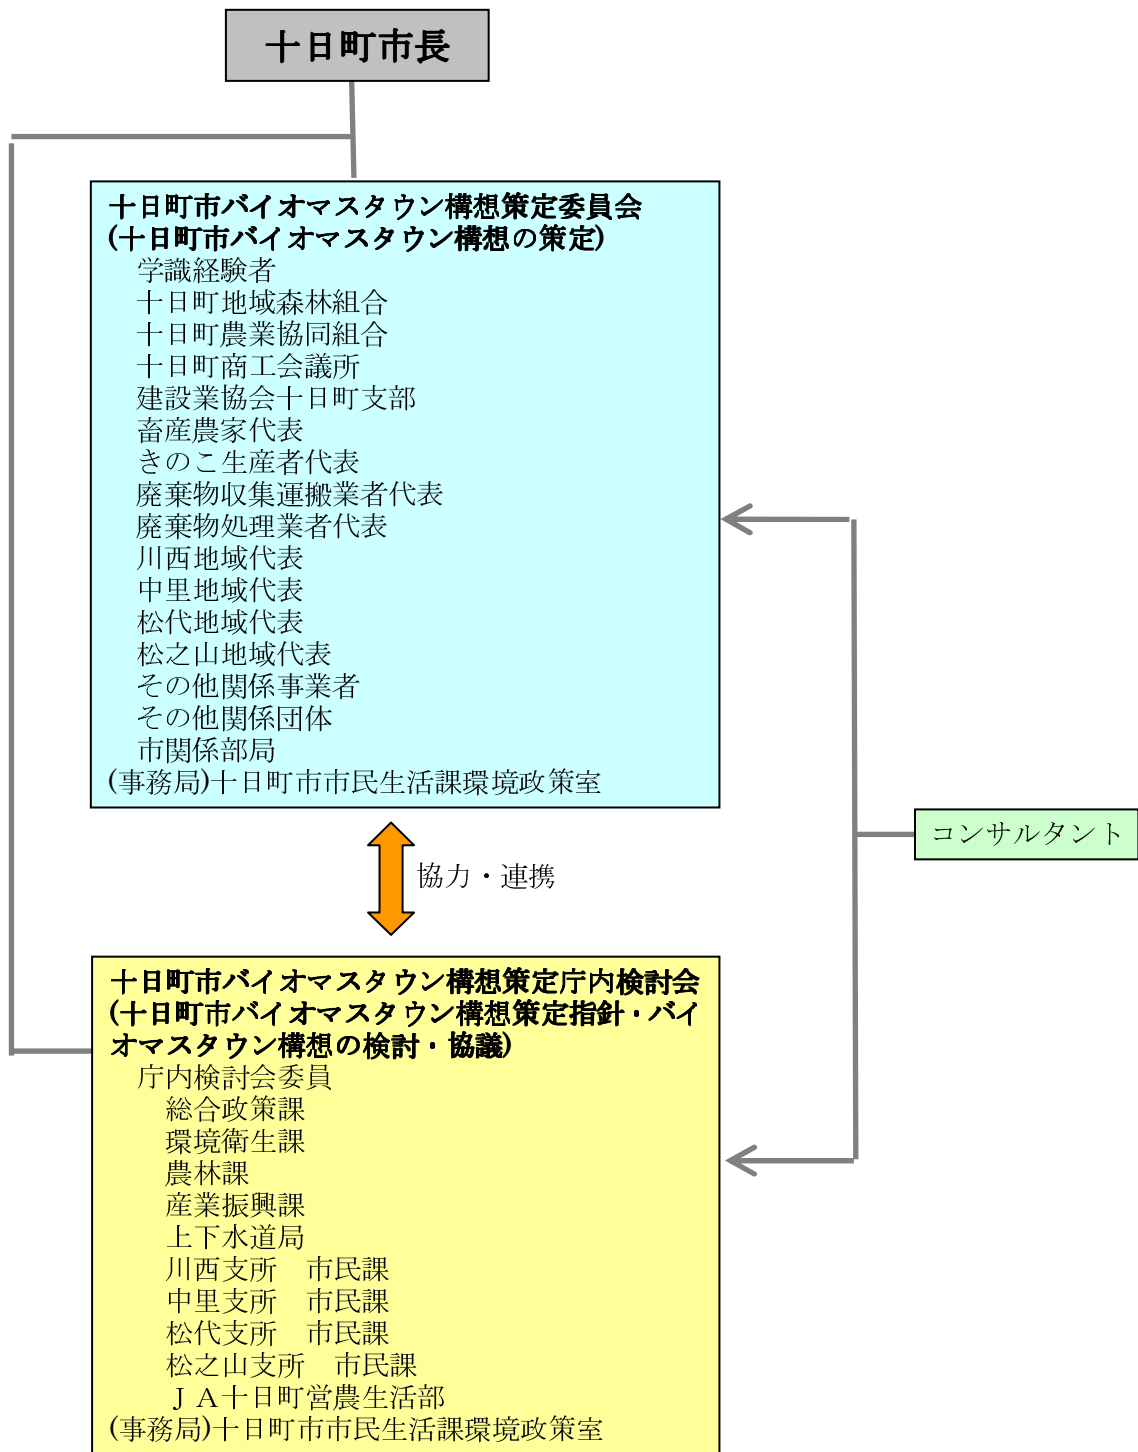 十日町市長
十日町市バイオマスタウン構想策定委員会
(十日町市バイオマスタウン構想の策定)
学識経験者
十日町地域森林組合
十日町農業協同組合
十日町商工会議所
建設業協会十日町支部
畜産農家代表
きのこ生産者代表
廃棄物収集運搬業者代表
廃棄物処理業者代表
川西地域代表
中里地域代表
松代地域代表
松之山地域代表
その他関係事業者
その他関係団体
市関係部局
(事務局)十日町市市民生活課環境政策室
コンサルタント
協力・連携
十日町市バイオマスタウン構想策定庁内検討会
(十日町市バイオマスタウン構想策定指針・バイ
オマスタウン構想の検討・協議)
庁内検討会委員
総合政策課
環境衛生課
農林課
産業振興課
上下水道局
川西支所　市民課
中里支所　市民課
松代支所　市民課
松之山支所　市民課
ＪＡ十日町営農生活部
(事務局)十日町市市民生活課環境政策室